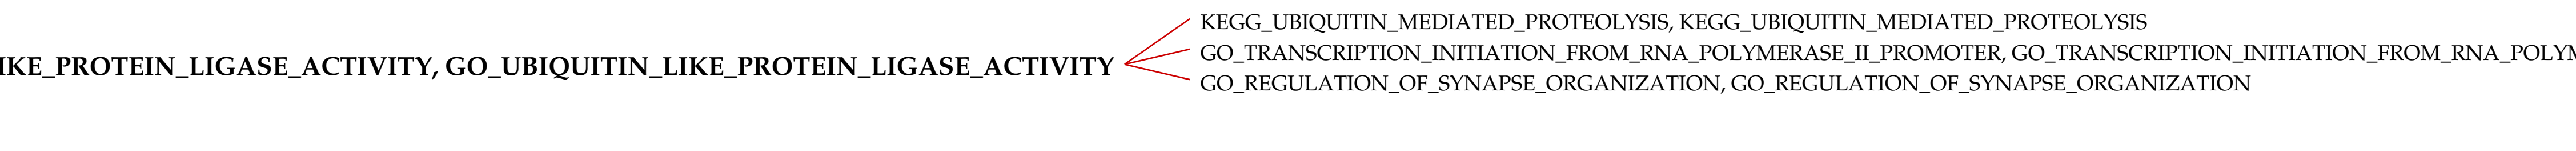 KEGG_UBIQUITIN_MEDIATED_PROTEOLYSIS, KEGG_UBIQUITIN_MEDIATED_PROTEOLYSIS
GO_TRANSCRIPTION_INITIATION_FROM_RNA_POLYMERASE_II_PROMOTER, GO_TRANSCRIPTION_INITIATION_FROM_RNA_POLYM
IKE_PROTEIN_LIGASE_ACTIVITY, GO_UBIQUITIN_LIKE_PROTEIN_LIGASE_ACTIVITY
GO_REGULATION_OF_SYNAPSE_ORGANIZATION, GO_REGULATION_OF_SYNAPSE_ORGANIZATION